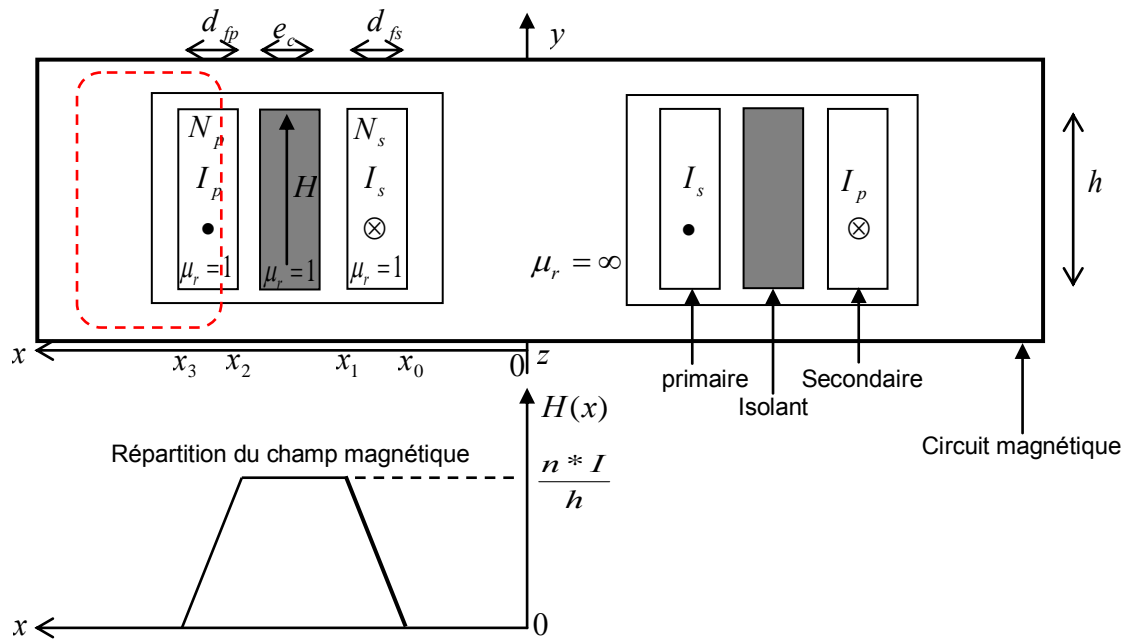 d_fp e_c d_fs y
N_p N_s
I_p H I_s I_s I_p h
μ_r = 1 μ_r = 1 μ_r = 1 μ_r = ∞
x x_3 x_2 x_1 x_0 0 z
primaire Secondaire
Isolant
Circuit magnétique
H(x)
Répartition du champ magnétique
n * I
h
x 0